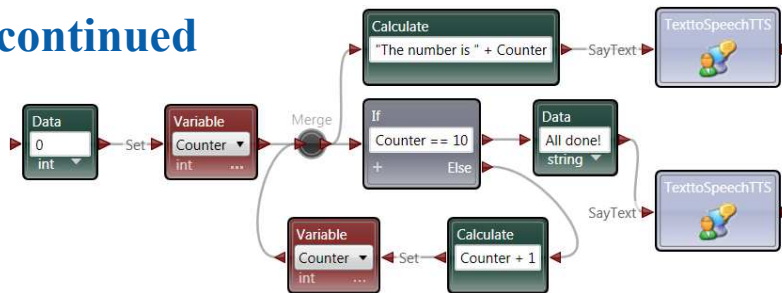 continued
Calculate
"The number is " + Counter
SayText
TexttoSpeechTTS
Data
0
int
Set
Variable
Counter
int ...
Merge
If
Counter == 10
+ Else
Data
All done!
string
SayText
TexttoSpeechTTS
Variable
Counter
int ...
Set
Calculate
Counter + 1